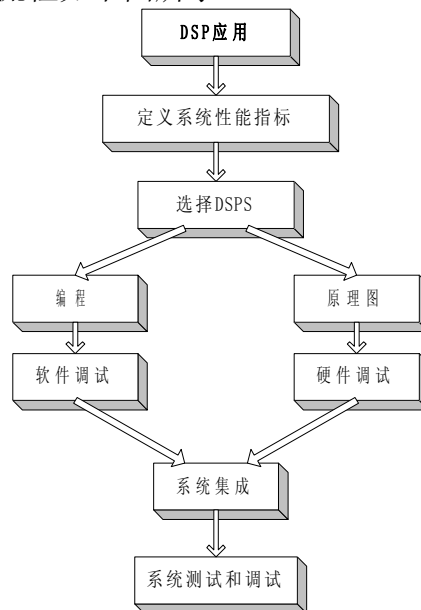 DSP应用
定义系统性能指标
选择DSPS
编程
原理图
软件调试
硬件调试
系统集成
系统测试和调试